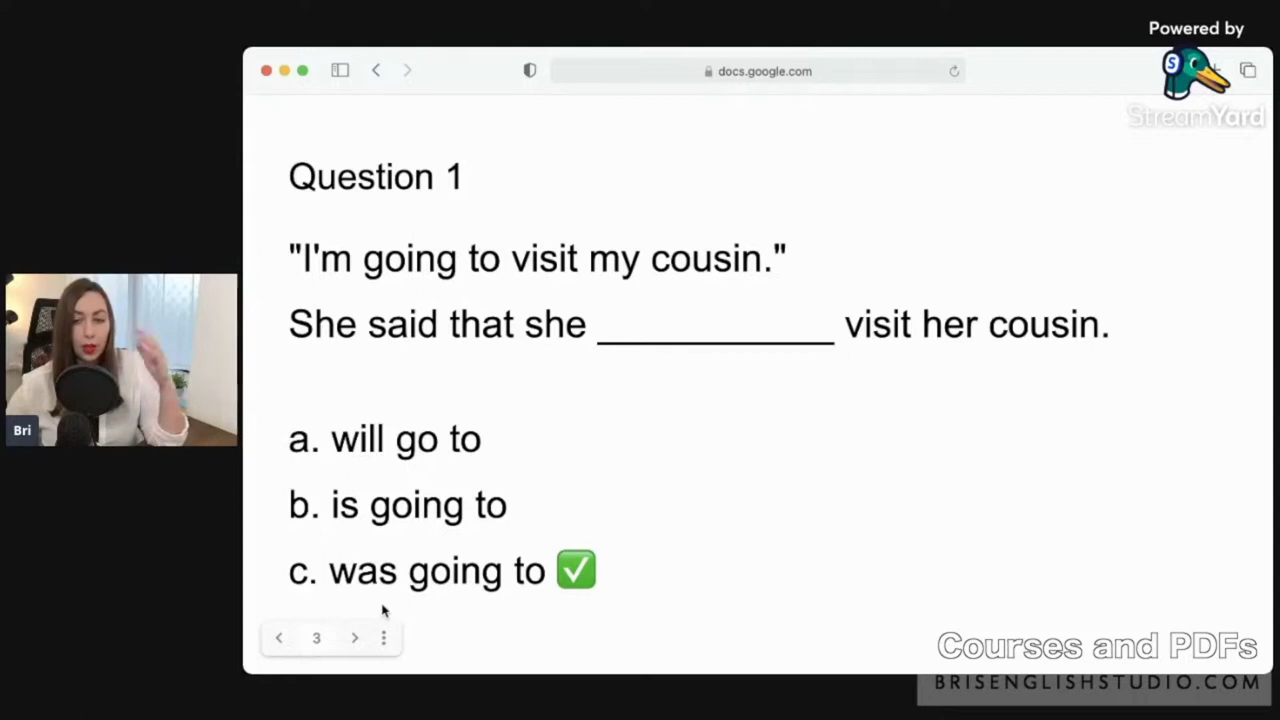 Powered by
S
docs.google.com
StreamYard
Question 1
"I'm going to visit my cousin."
She said that she ____________ visit her cousin.
a. will go to
b. is going to
c. was going to ✅
Bri
3
Courses and PDFs
BRISENGLISHSTUDIO.COM